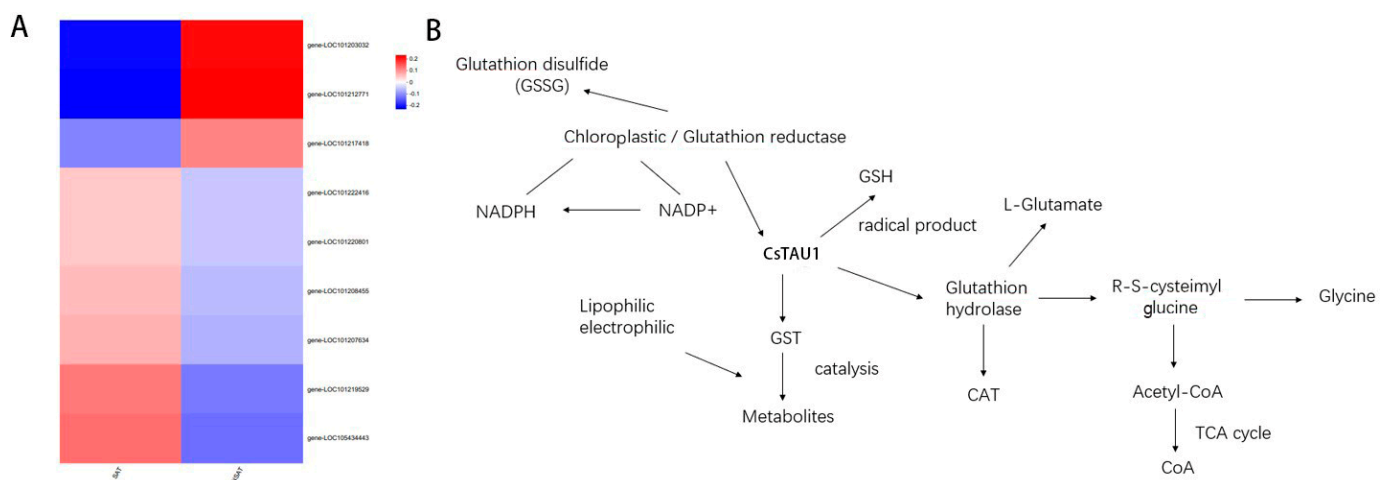 A
gene-LOC101203032
gene-LOC101212771
gene-LOC101217418
gene-LOC101222416
gene-LOC101220801
gene-LOC101208455
gene-LOC101207634
gene-LOC101219529
gene-LOC105434443
0.2
0.1
0
-0.1
-0.2
B
Glutathion disulfide
(GSSG)
Chloroplastic / Glutathion reductase
NADPH
NADP+
GSH
radical product
L-Glutamate
CsTAU1
Lipophilic
electrophilic
GST
catalysis
Metabolites
Glutathion
hydrolase
CAT
R-S-cysteimyl
glucine
Glycine
Acetyl-CoA
TCA cycle
CoA